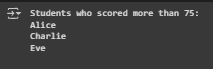 Students who scored more than 75:
Alice
Charlie
Eve